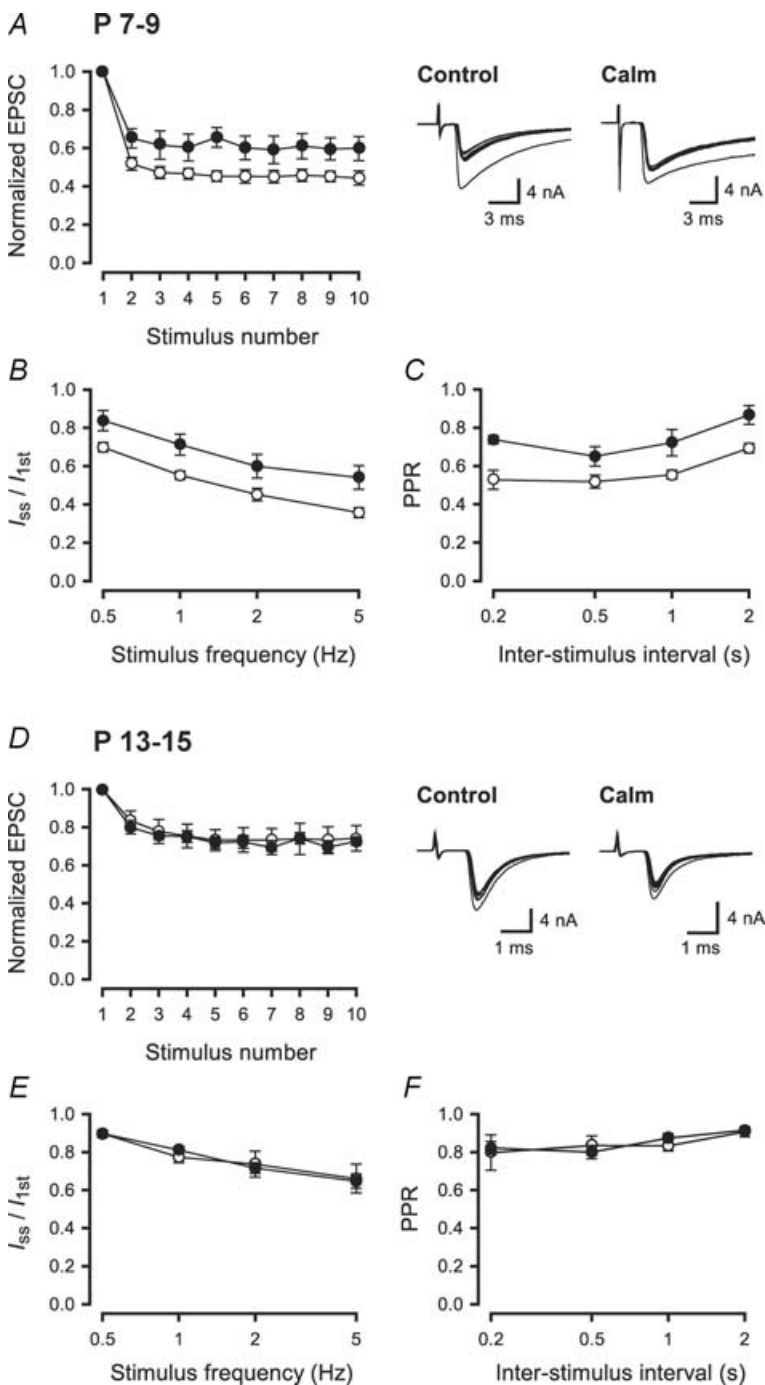 A P 7-9
Normalized EPSC
1.0
0.8
0.6
0.4
0.2
0.0
1 2 3 4 5 6 7 8 9 10
Stimulus number
Control
4 nA
3 ms
Calm
4 nA
3 ms
B
I_ss / I_1st
1.0
0.8
0.6
0.4
0.2
0.0
0.5 1 2 5
Stimulus frequency (Hz)
C
PPR
1.0
0.8
0.6
0.4
0.2
0.0
0.2 0.5 1 2
Inter-stimulus interval (s)
D P 13-15
Normalized EPSC
1.0
0.8
0.6
0.4
0.2
0.0
1 2 3 4 5 6 7 8 9 10
Stimulus number
Control
4 nA
1 ms
Calm
4 nA
1 ms
E
I_ss / I_1st
1.0
0.8
0.6
0.4
0.2
0.0
0.5 1 2 5
Stimulus frequency (Hz)
F
PPR
1.0
0.8
0.6
0.4
0.2
0.0
0.2 0.5 1 2
Inter-stimulus interval (s)